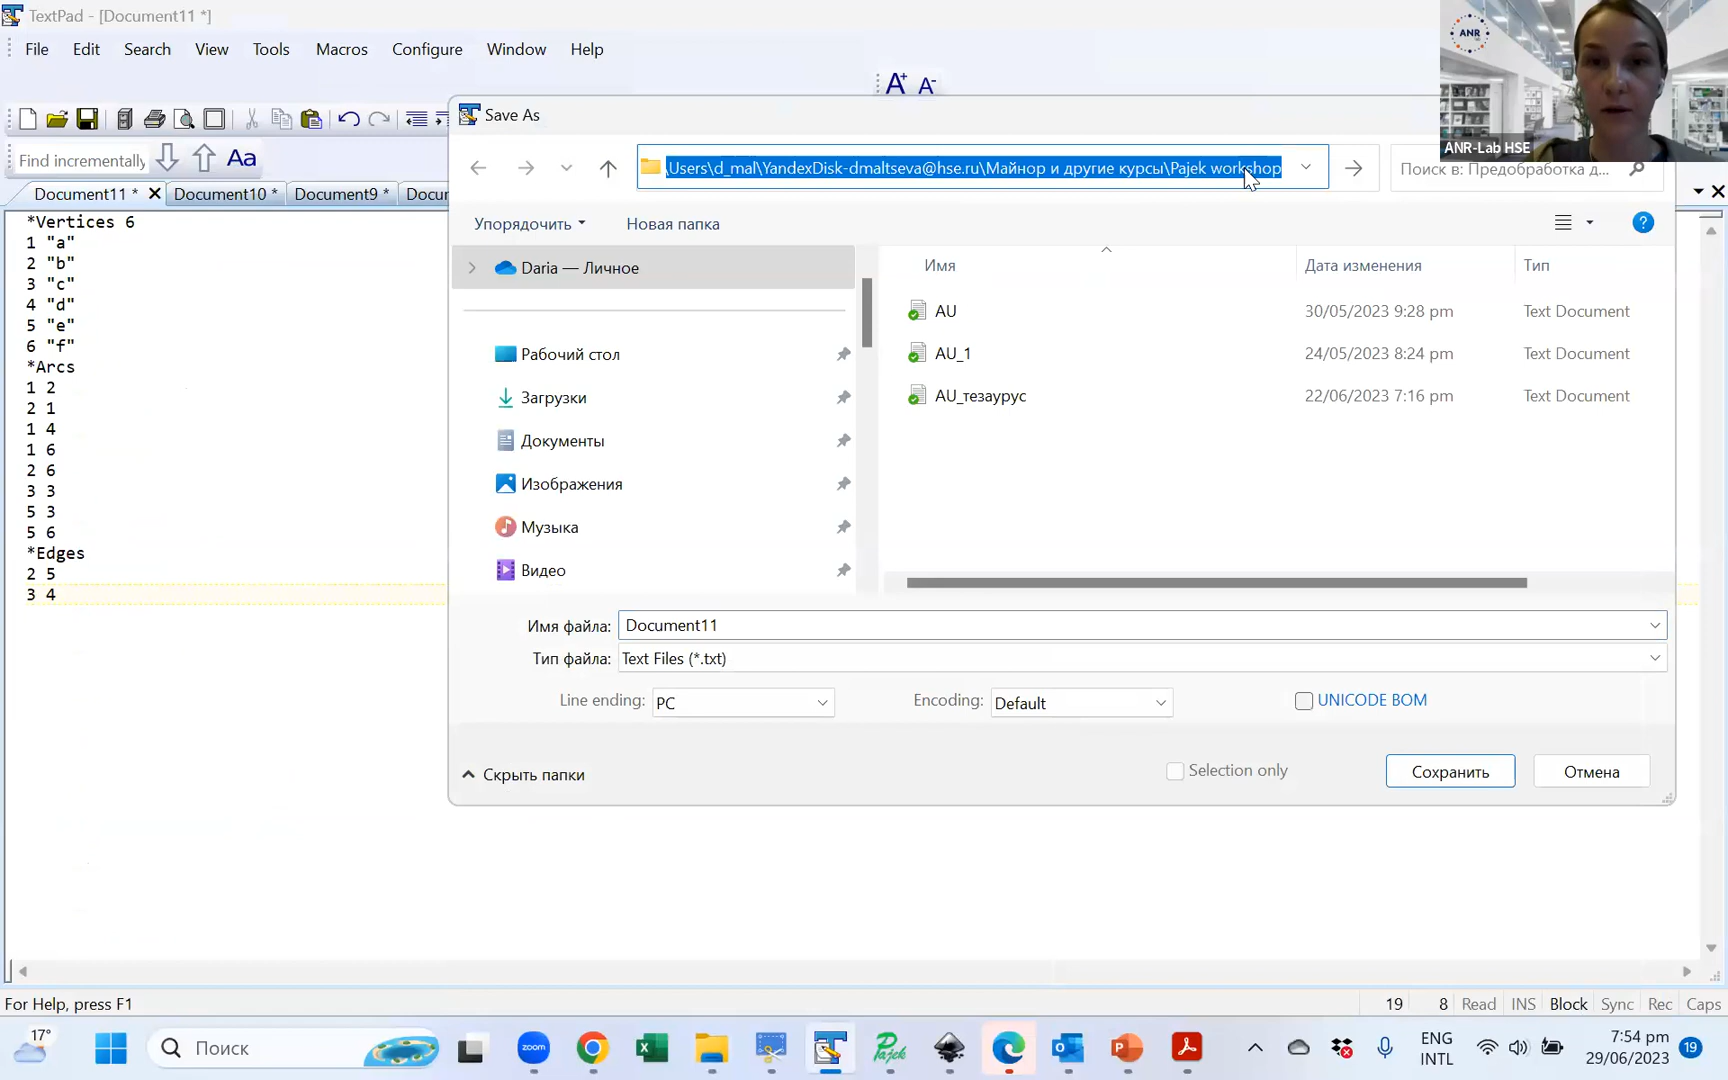 TextPad - [Document11 *]
File Edit Search View Tools Macros Configure Window Help
A+ A-
Find incrementally Aa
Document11 * Document10 * Document9 * Docu
*Vertices 6
1 "a"
2 "b"
3 "c"
4 "d"
5 "e"
6 "f"
*Arcs
1 2
2 1
1 4
1 6
2 6
3 3
5 3
5 6
*Edges
2 5
3 4
Save As
\Users\d_mal\YandexDisk-dmaltseva@hse.ru\Майнор и другие курсы\Pajek workshop
Поиск в: Предобработка д...
Упорядочить Новая папка
Daria — Личное
Рабочий стол
Загрузки
Документы
Изображения
Музыка
Видео
Имя Дата изменения Тип
AU 30/05/2023 9:28 pm Text Document
AU_1 24/05/2023 8:24 pm Text Document
AU_тезаурус 22/06/2023 7:16 pm Text Document
Имя файла: Document11
Тип файла: Text Files (*.txt)
Line ending: PC Encoding: Default UNICODE BOM
Скрыть папки Selection only Сохранить Отмена
ANR
ANR-Lab HSE
For Help, press F1 19 8 Read INS Block Sync Rec Caps
17° Поиск zoom Pajek ENG INTL 7:54 pm 29/06/2023 19